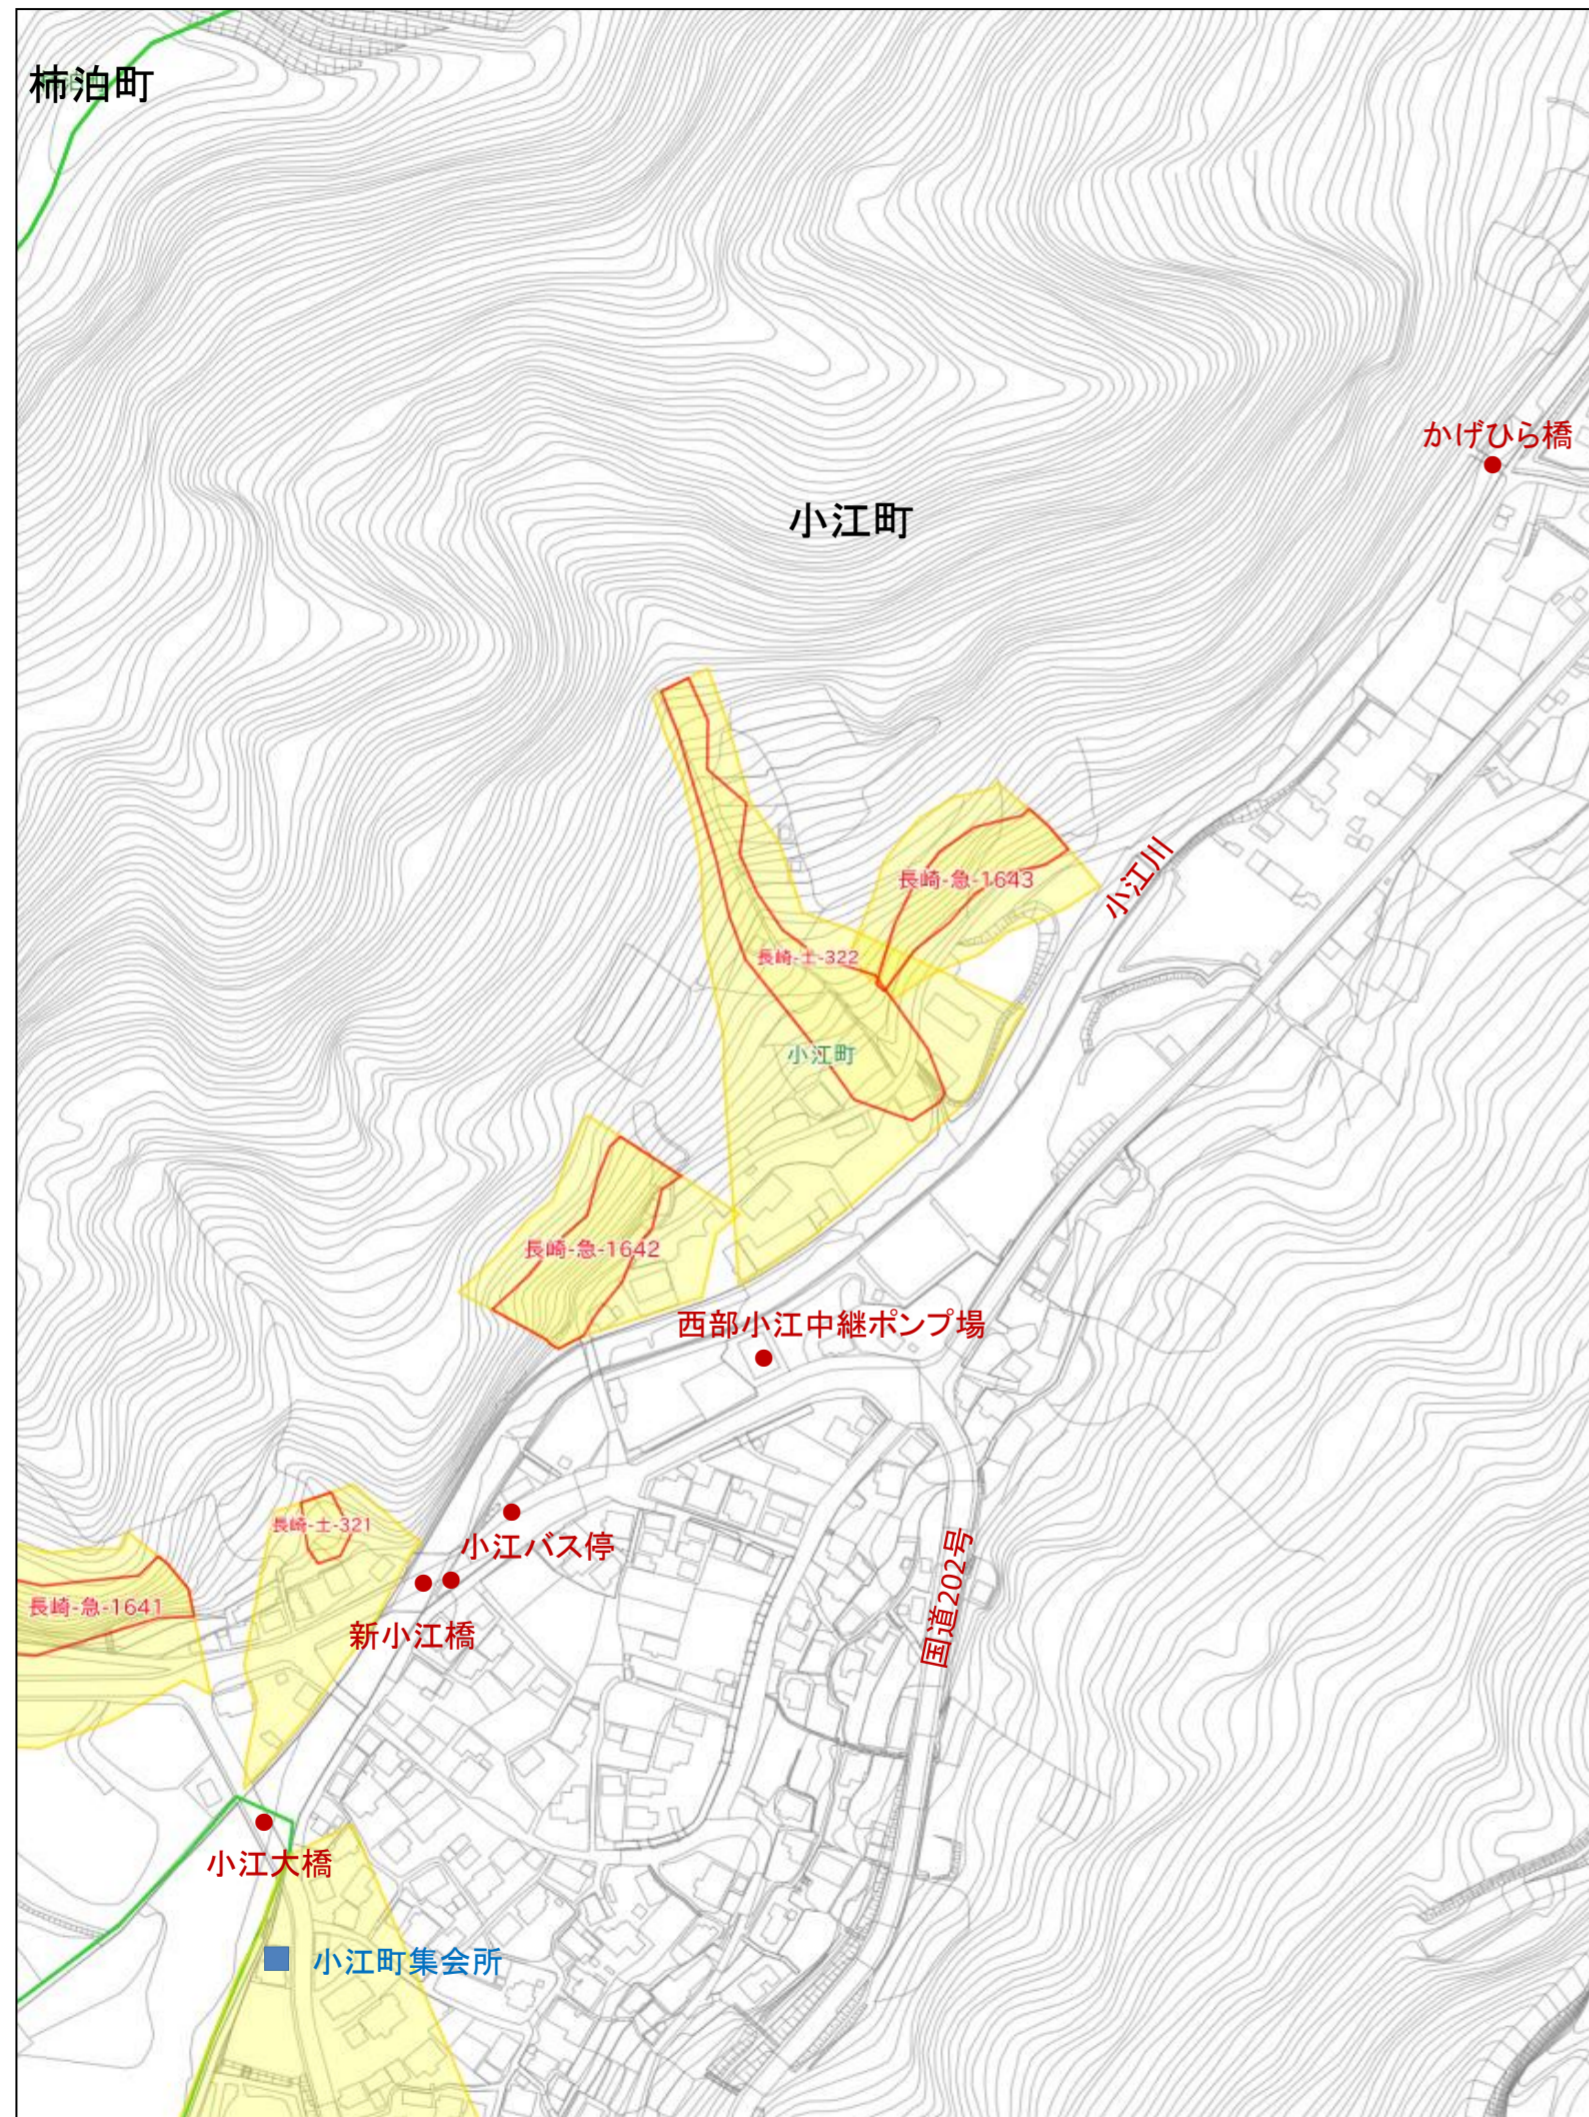 柿泊町
かげひら橋
小江町
長崎-急-1643
小江川
長崎-土-322
小江町
長崎-急-1642
西部小江中継ポンプ場
長崎-土-321
小江バス停
国道202号
長崎-急-1641
新小江橋
小江大橋
小江町集会所